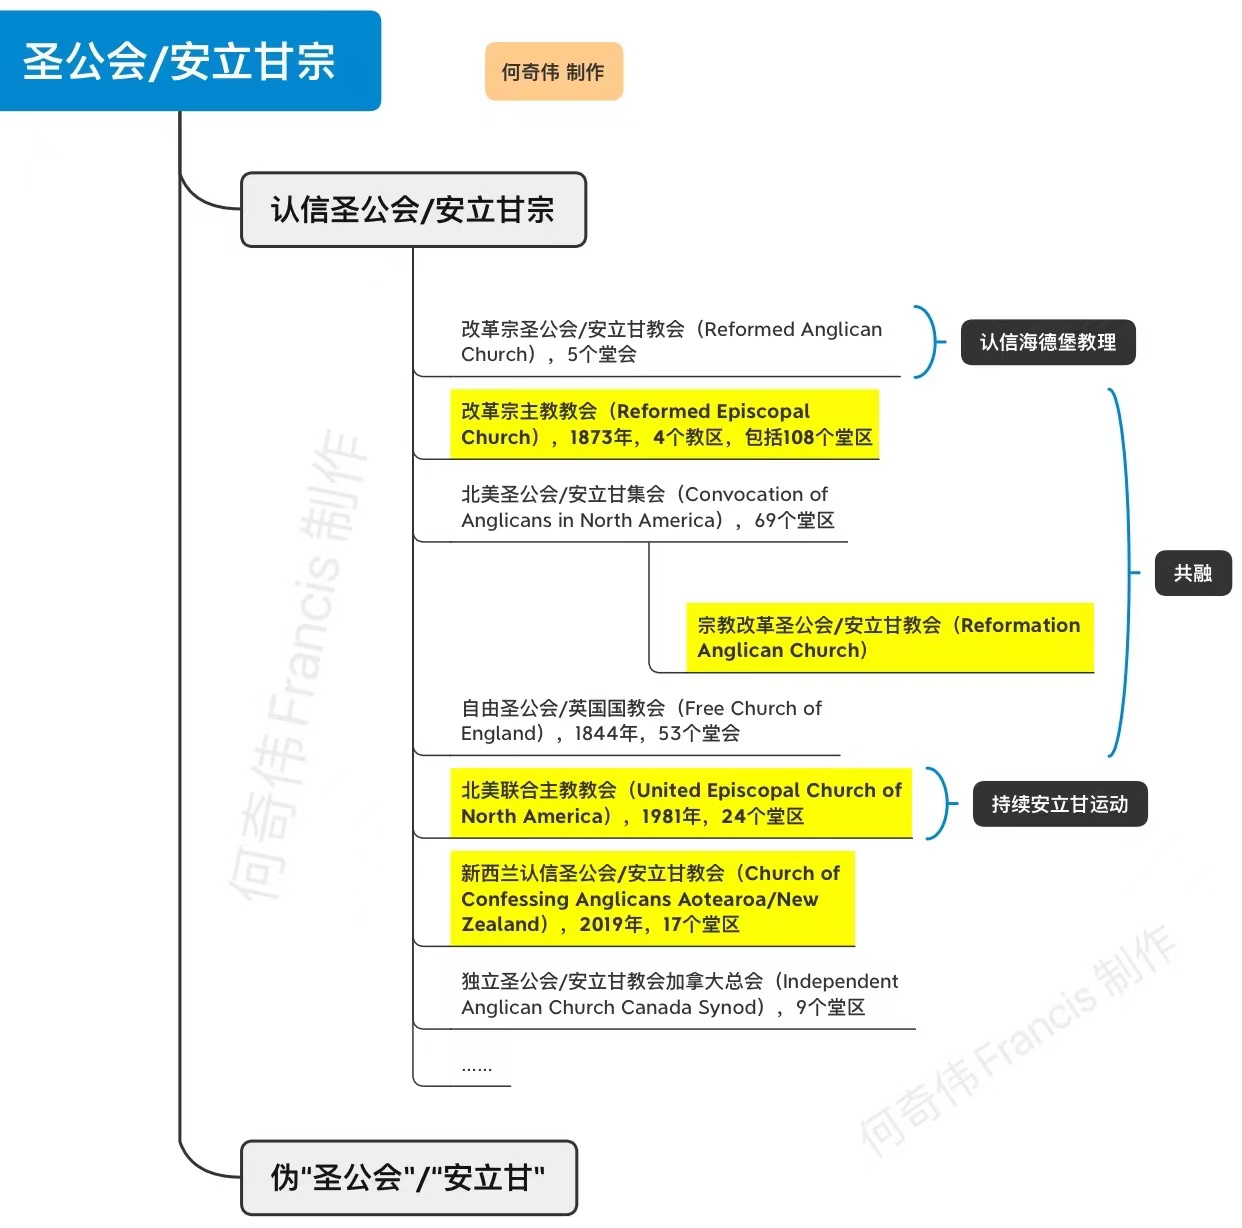 圣公会/安立甘宗
何奇伟 制作
认信圣公会/安立甘宗
改革宗圣公会/安立甘教会（Reformed Anglican
Church），5个堂会
认信海德堡教理
改革宗主教教会（Reformed Episcopal
Church），1873年，4个教区，包括108个堂区
北美圣公会/安立甘集会（Convocation of
Anglicans in North America），69个堂区
共融
宗教改革圣公会/安立甘教会（Reformation
Anglican Church）
自由圣公会/英国国教会（Free Church of
England），1844年，53个堂会
北美联合主教教会（United Episcopal Church of
North America），1981年，24个堂区
持续安立甘运动
新西兰认信圣公会/安立甘教会（Church of
Confessing Anglicans Aotearoa/New
Zealand），2019年，17个堂区
独立圣公会/安立甘教会加拿大总会（Independent
Anglican Church Canada Synod），9个堂区
......
伪"圣公会"/"安立甘"
何奇伟 Francis 制作
何奇伟 Francis 制作